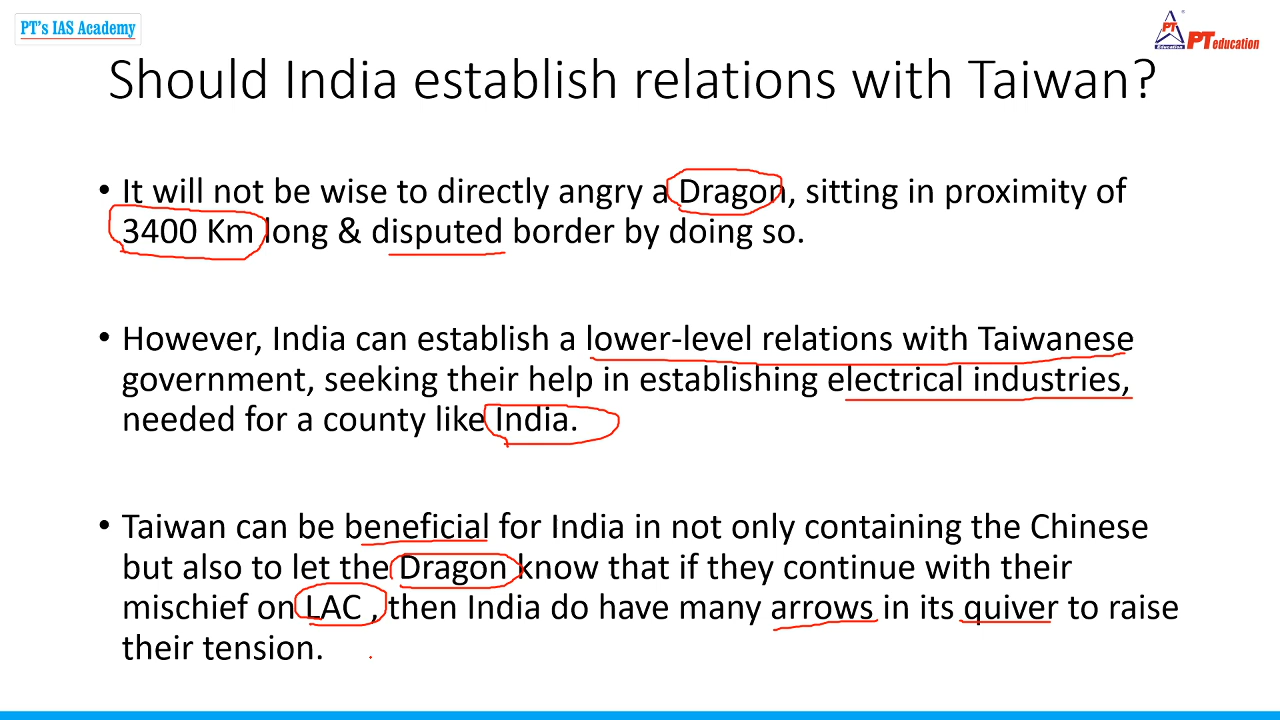 PT's IAS Academy
PT
Education
PT education
Should India establish relations with Taiwan?
• It will not be wise to directly angry a Dragon, sitting in proximity of
3400 Km long & disputed border by doing so.
• However, India can establish a lower-level relations with Taiwanese
government, seeking their help in establishing electrical industries,
needed for a county like India.
• Taiwan can be beneficial for India in not only containing the Chinese
but also to let the Dragon know that if they continue with their
mischief on LAC , then India do have many arrows in its quiver to raise
their tension.